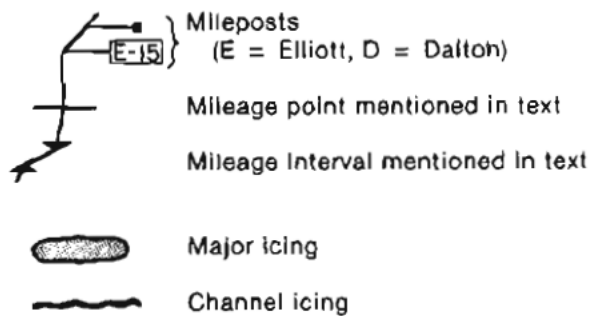 Mileposts
E-15
(E = Elliott, D = Dalton)
Mileage point mentioned in text
Mileage Interval mentioned in text
Major icing
Channel icing